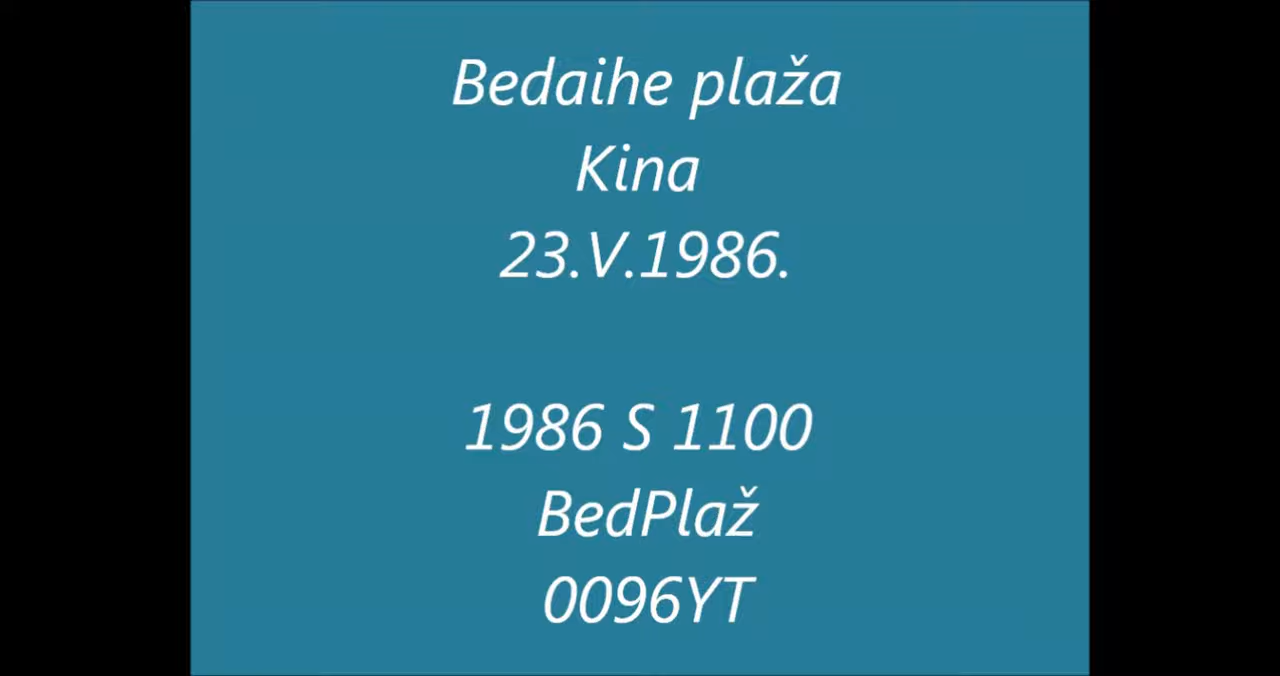 Bedaihe plaža
Kina
23.V.1986.
1986 S 1100
BedPlaž
0096YT